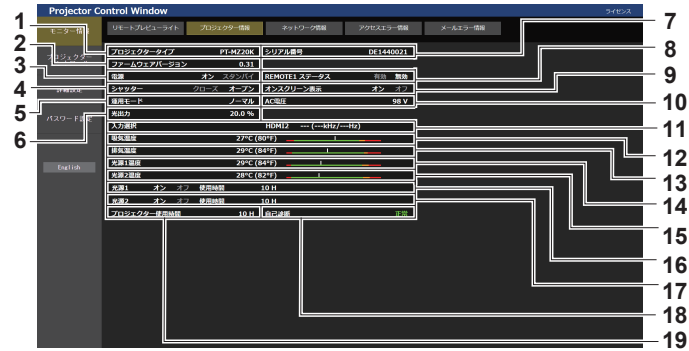 Projector Control Window
ライセンス
モニター情報
リモートプレビューライト
プロジェクター情報
ネットワーク情報
アクセスエラー情報
メールエラー情報
プロジェクター
詳細設定
パスワード設定
English
プロジェクタータイプ PT-MZ20K シリアル番号 DE1440021
ファームウェアバージョン 0.31
電源 オン スタンバイ REMOTE1 ステータス 有効 無効
シャッター クローズ オープン オンスクリーン表示 オン オフ
運用モード ノーマル AC電圧 98 V
光出力 20.0 %
入力選択 HDMI2 --- (---kHz/---Hz)
吸気温度 27°C (80°F)
排気温度 29°C (84°F)
光源1温度 29°C (84°F)
光源2温度 28°C (82°F)
光源1 オン オフ 使用時間 10 H
光源2 オン オフ 使用時間 10 H
プロジェクター使用時間 10 H 自己診断 正常
1
2
3
4
5
6
7
8
9
10
11
12
13
14
15
16
17
18
19